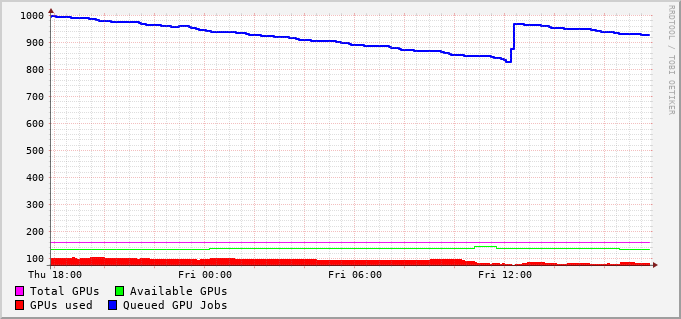 RRDTOOL / TOBI OETIKER
1000
900
800
700
600
500
400
300
200
100
Thu 18:00 Fri 00:00 Fri 06:00 Fri 12:00
Total GPUs Available GPUs
GPUs used Queued GPU Jobs